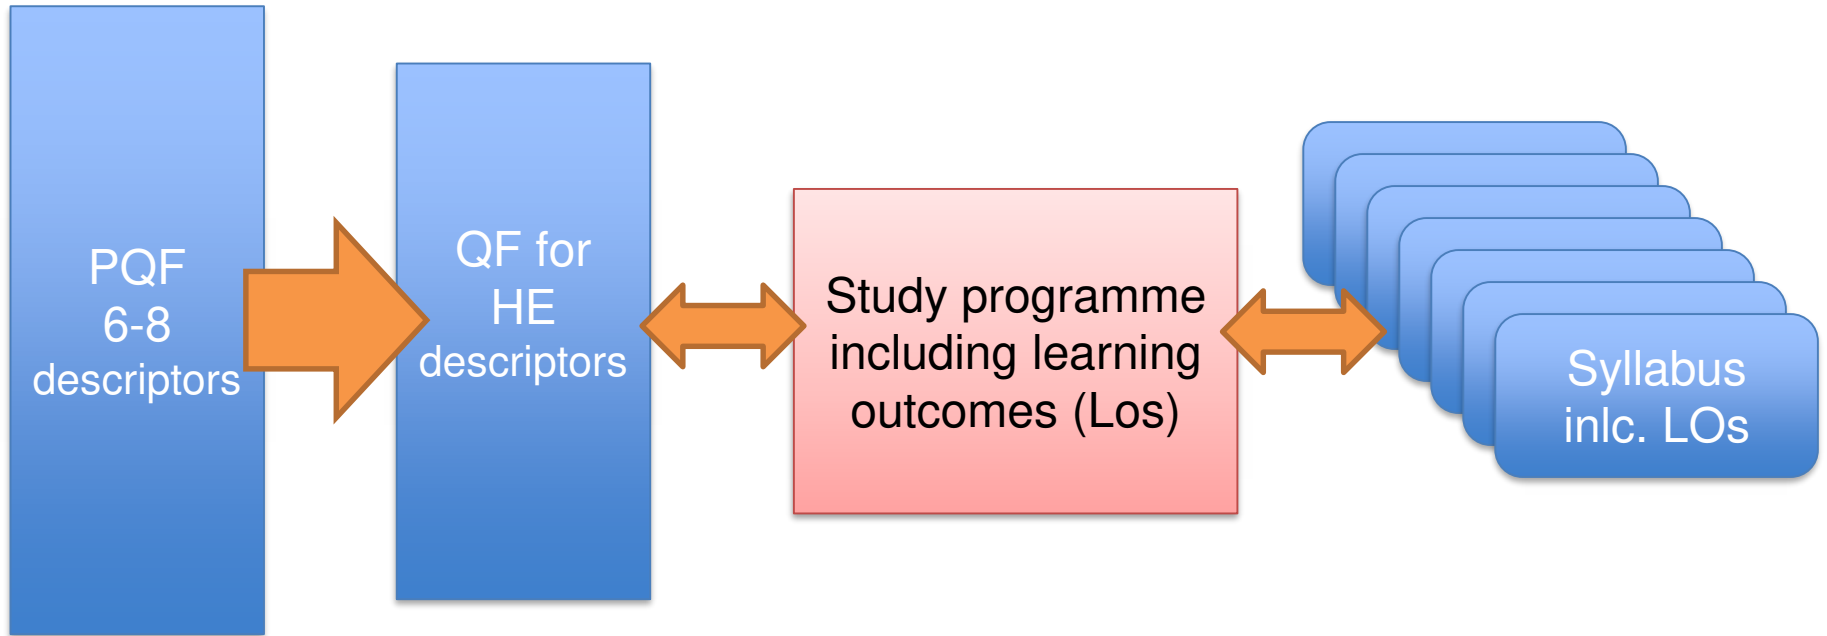 PQF
6-8
descriptors
QF for
HE
descriptors
Study programme
including learning
outcomes (Los)
Syllabus
inlc. LOs